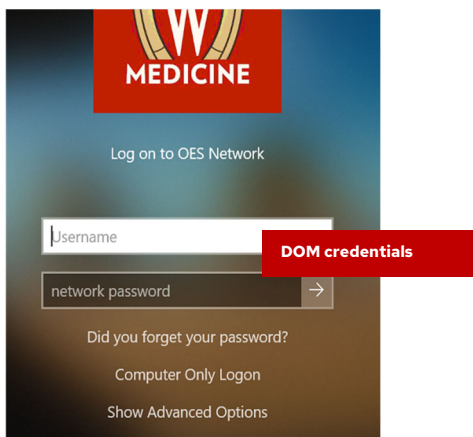 W
MEDICINE
Log on to OES Network
Username
DOM credentials
network password
Did you forget your password?
Computer Only Logon
Show Advanced Options